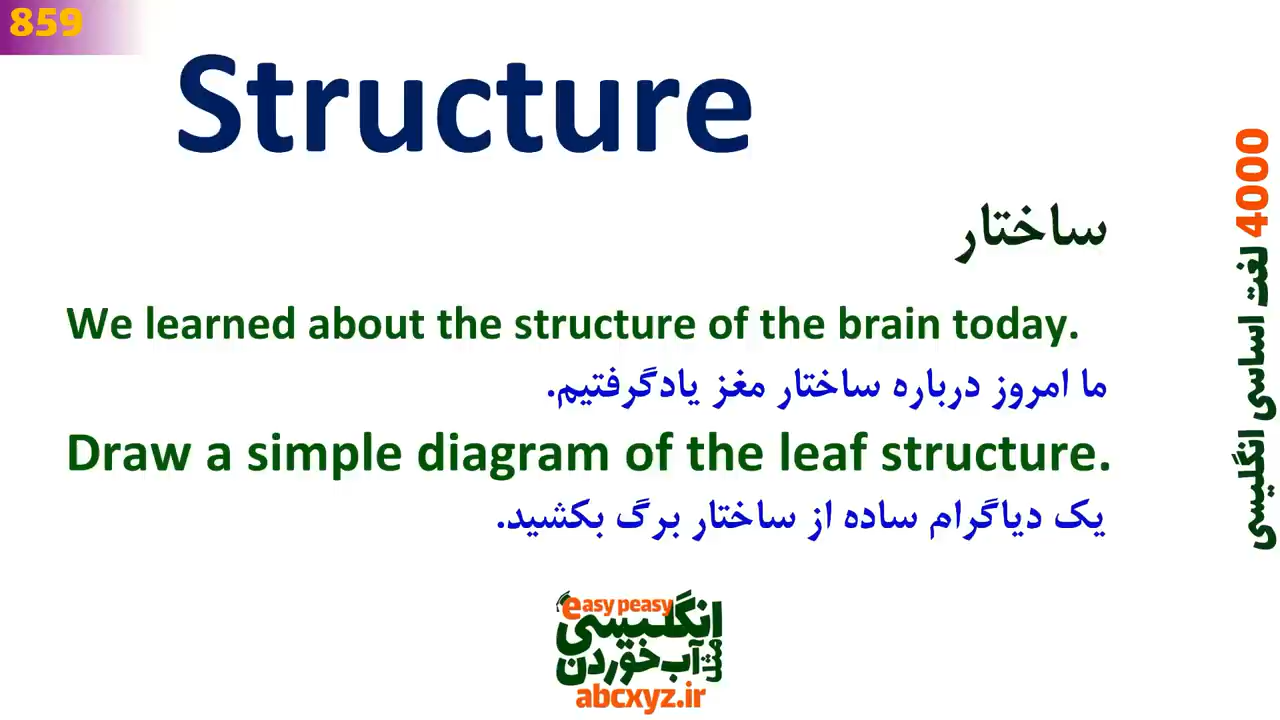 859
Structure
ساختار
We learned about the structure of the brain today.
ما امروز درباره ساختار مغز یادگرفتیم.
Draw a simple diagram of the leaf structure.
یک دیاگرام ساده از ساختار برگ بکشید.
4000 لغت اساسی انگلیسی
easy peasy
انگلیسی
مثل آب خوردن
abcxyz.ir